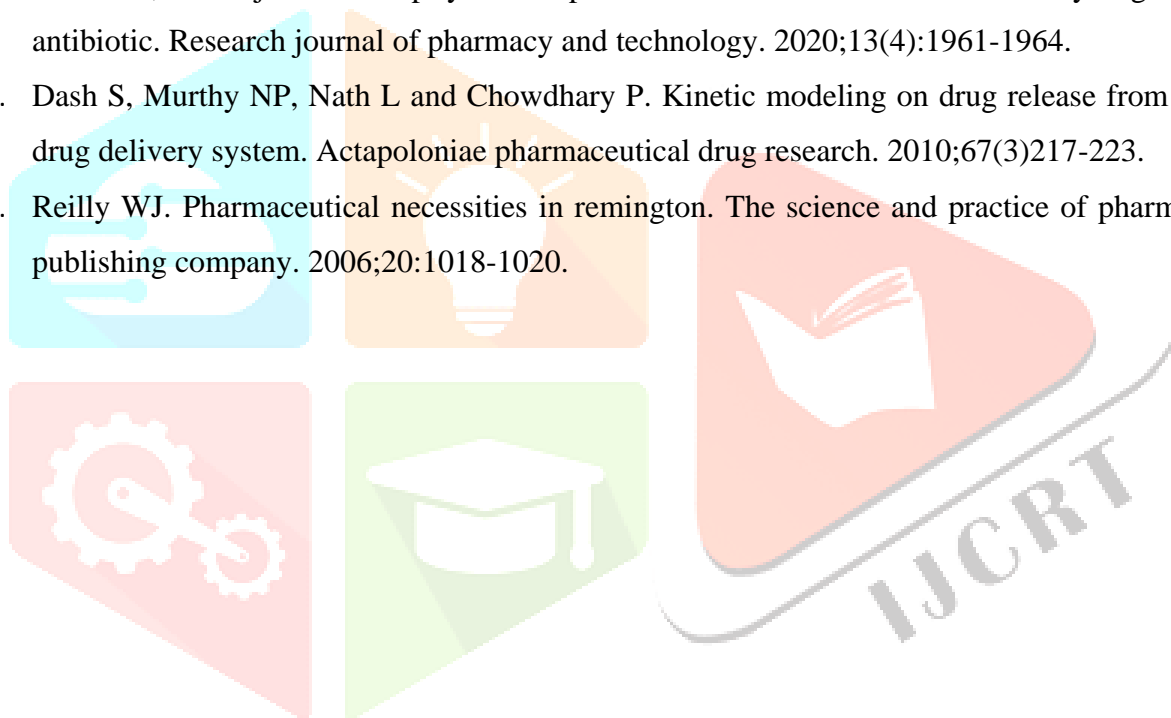 antibiotic. Research journal of pharmacy and technology. 2020;13(4):1961-1964.
. Dash S, Murthy NP, Nath L and Chowdhary P. Kinetic modeling on drug release from
drug delivery system. Actapoloniae pharmaceutical drug research. 2010;67(3)217-223.
. Reilly WJ. Pharmaceutical necessities in remington. The science and practice of pharm
publishing company. 2006;20:1018-1020.
IJCRT